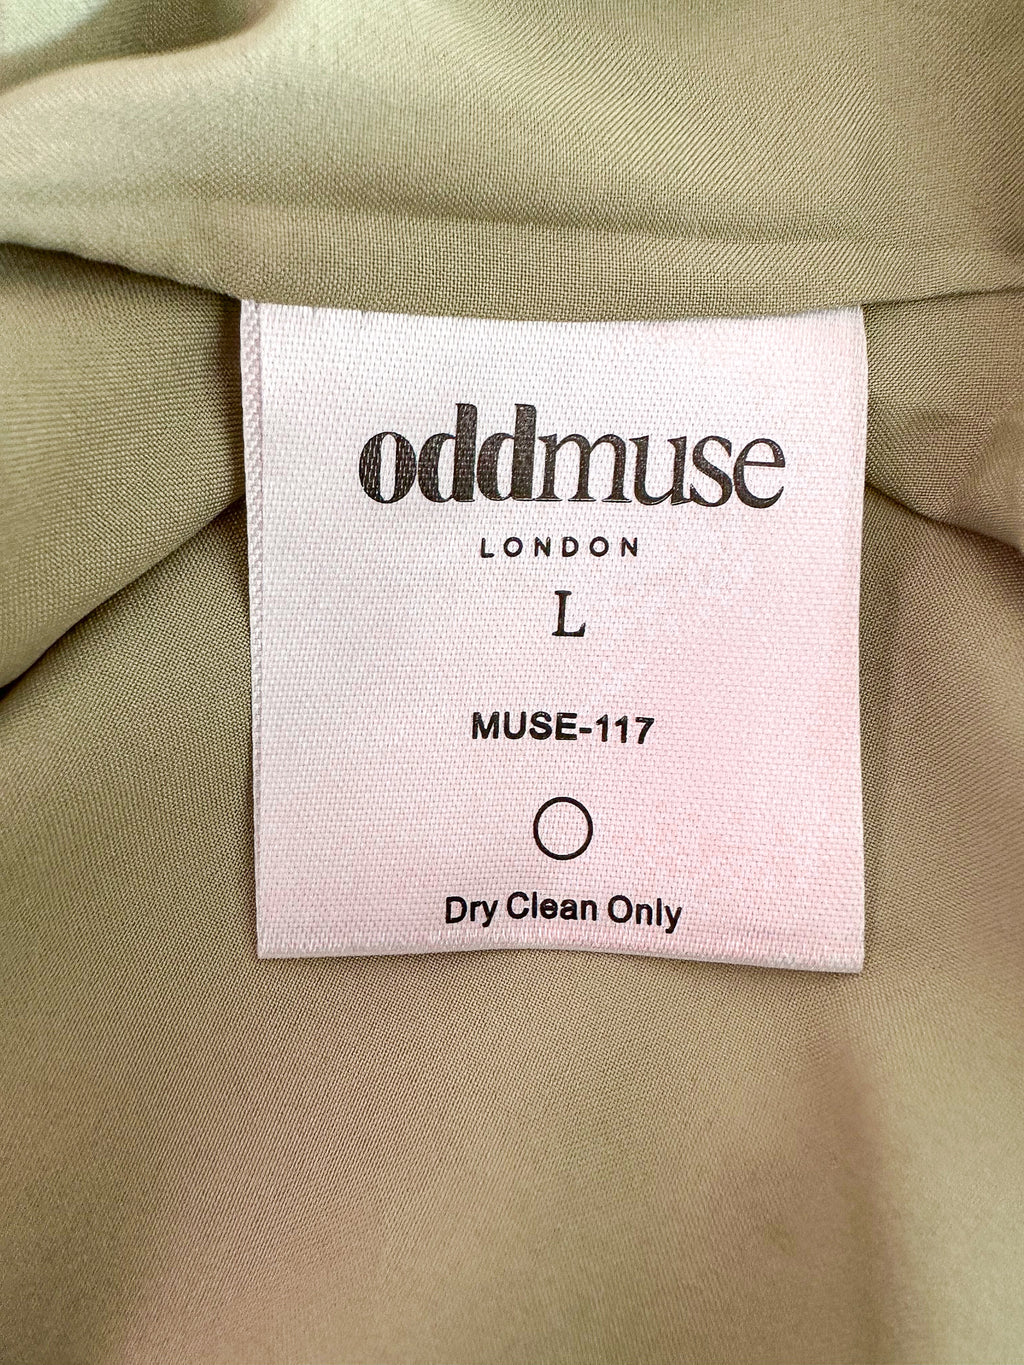 oddmuse
LONDON
L
MUSE-117
Dry Clean Only